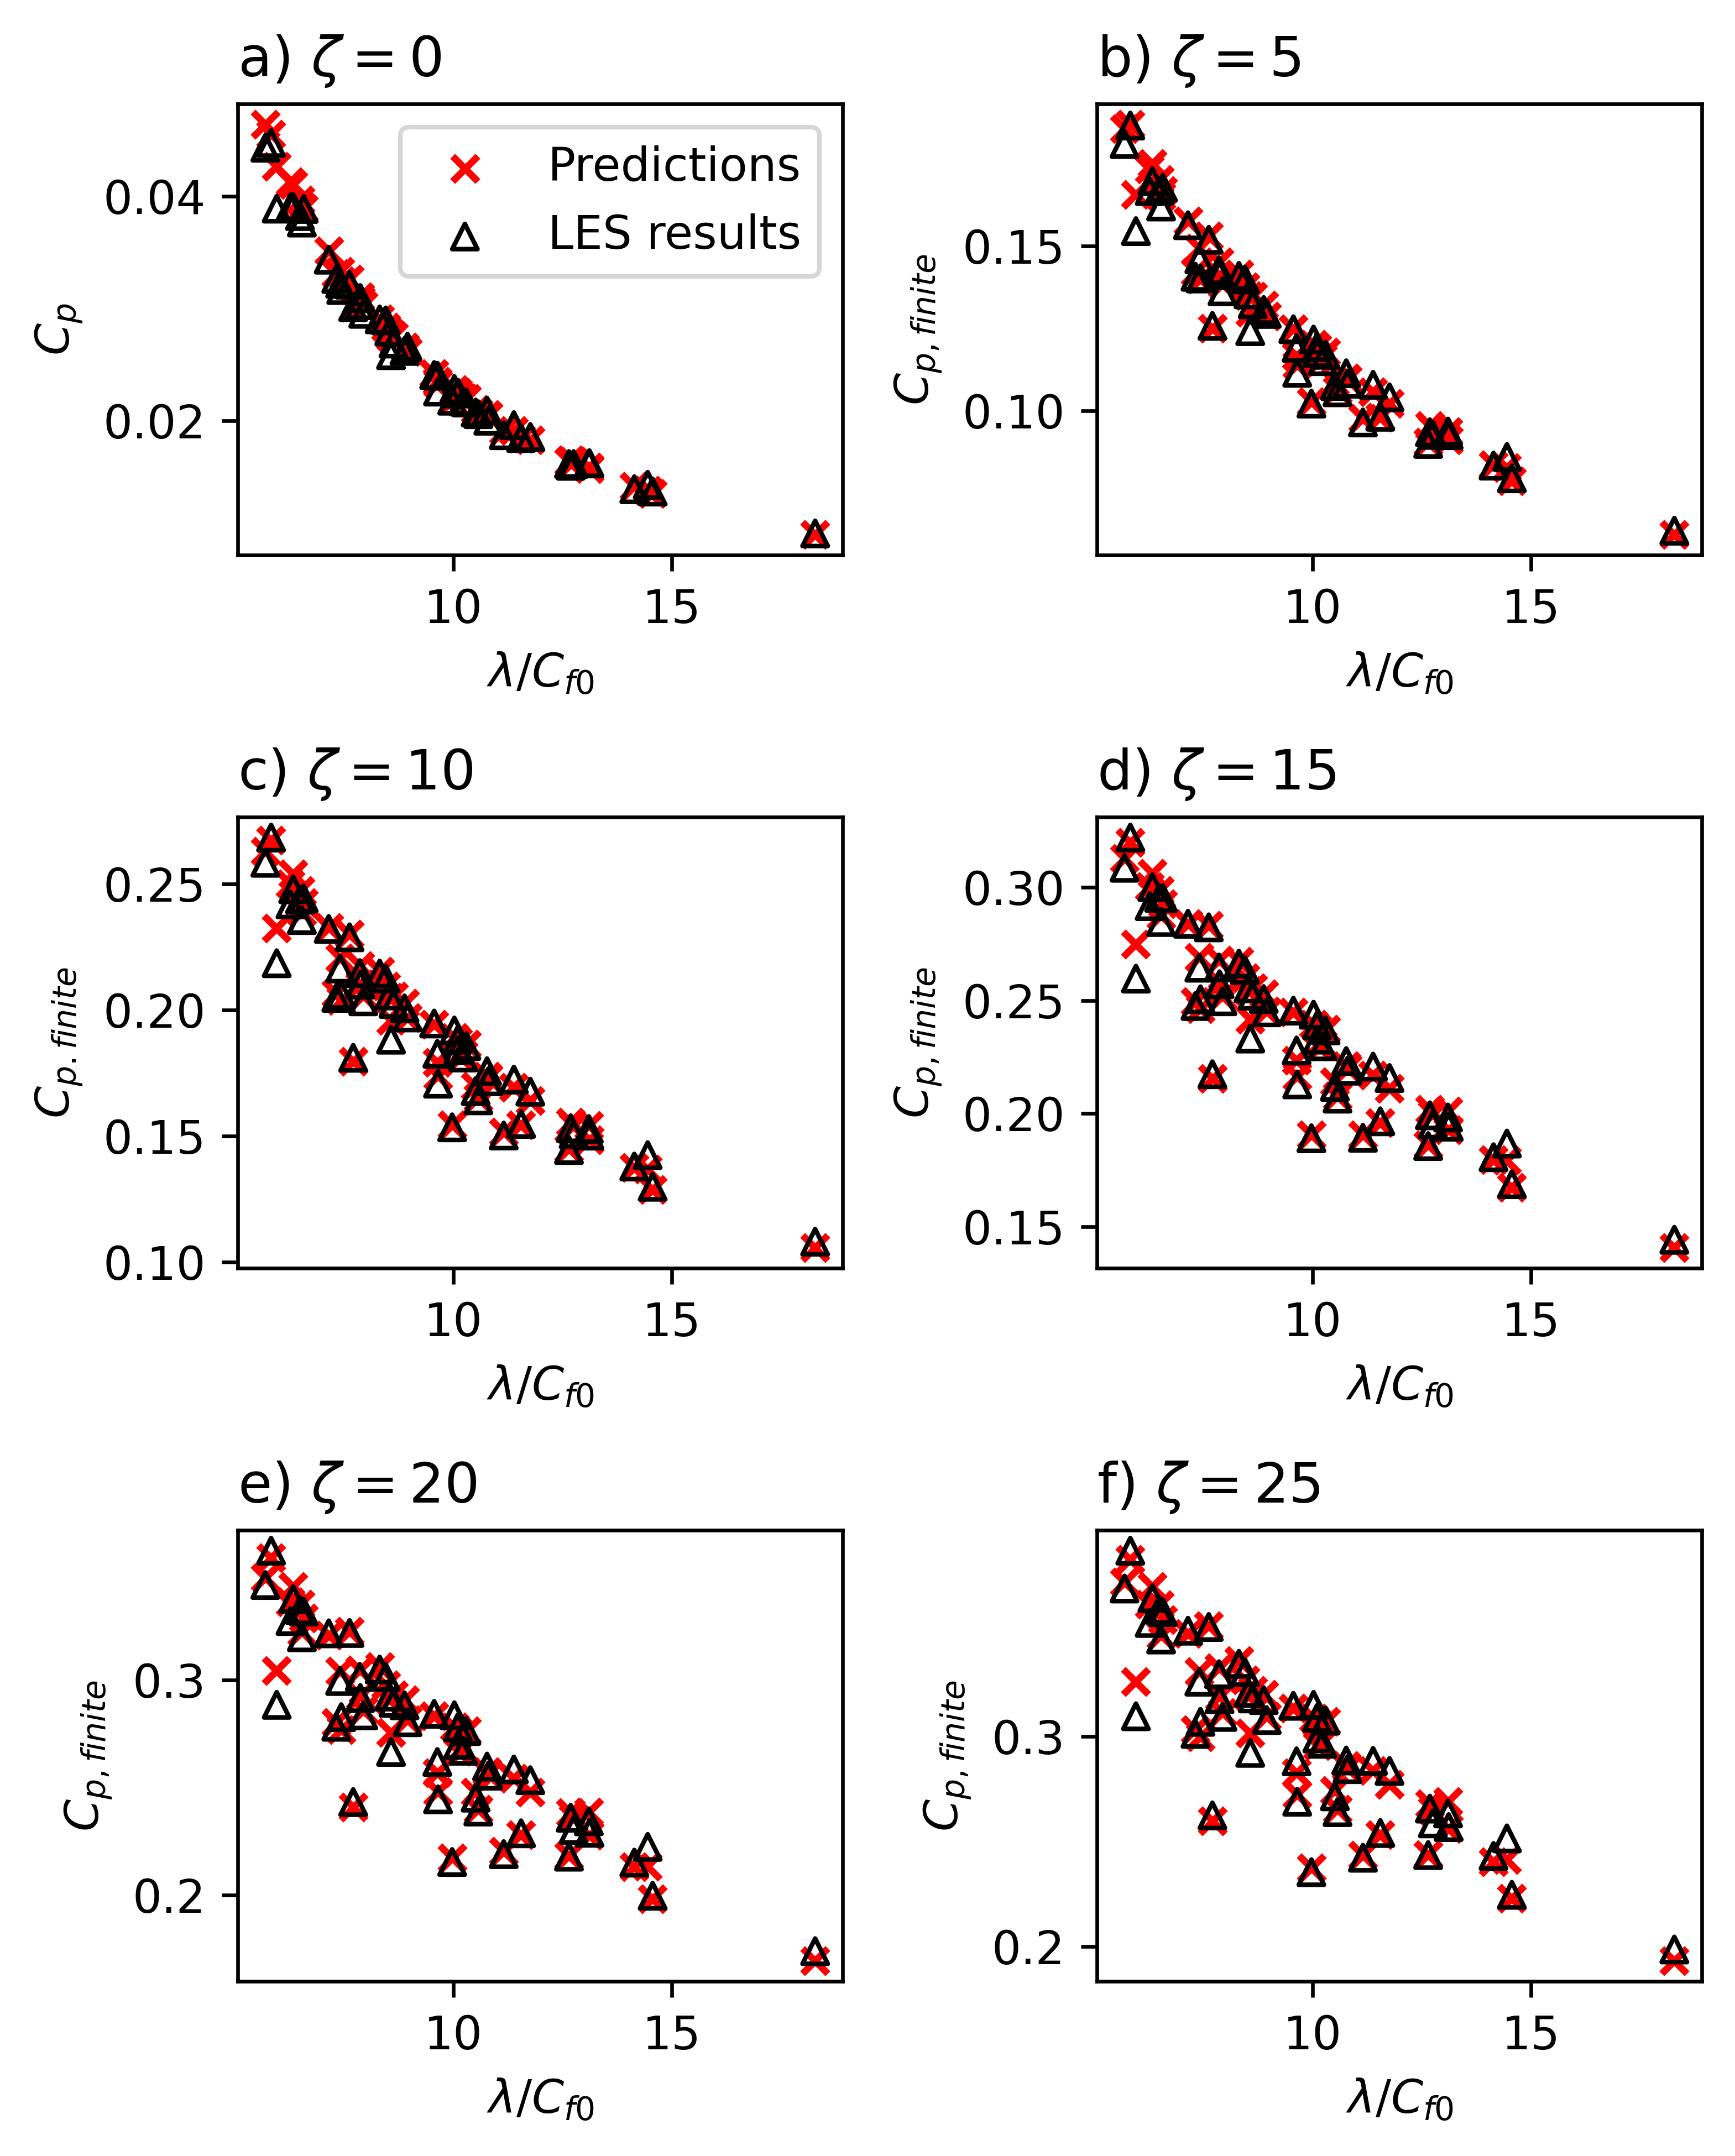 a) ζ = 0
b) ζ = 5
Predictions
LES results
0.04
0.02
C_p
10 15
λ/C_f0
0.15
0.10
C_p, finite
10 15
λ/C_f0
c) ζ = 10
d) ζ = 15
0.25
0.20
0.15
0.10
C_p. finite
10 15
λ/C_f0
0.30
0.25
0.20
0.15
C_p, finite
10 15
λ/C_f0
e) ζ = 20
f) ζ = 25
0.3
0.2
C_p, finite
10 15
λ/C_f0
0.3
0.2
C_p, finite
10 15
λ/C_f0